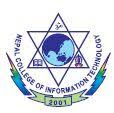 NEPAL COLLEGE OF INFORMATION TECHNOLOGY
2001